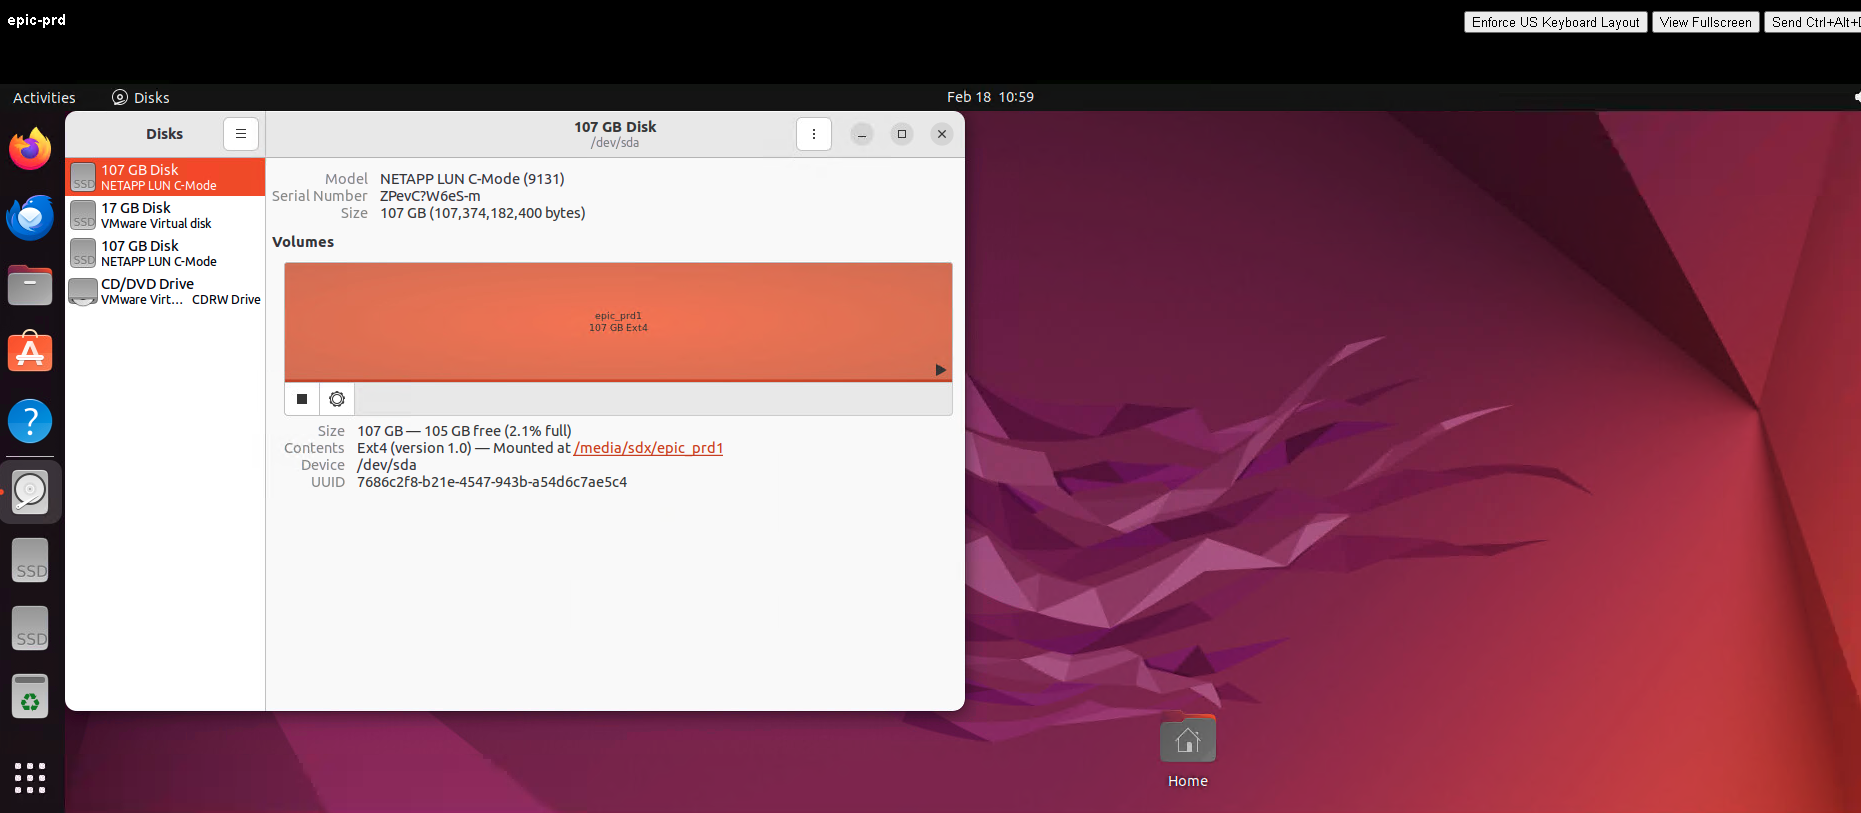 epic-prd
Enforce US Keyboard Layout
View Fullscreen
Send Ctrl+Alt+D
Activities
Disks
Feb 18 10:59
Disks
107 GB Disk
/dev/sda
107 GB Disk
NETAPP LUN C-Mode
17 GB Disk
VMware Virtual disk
107 GB Disk
NETAPP LUN C-Mode
CD/DVD Drive
VMware Virt... CDRW Drive
Model NETAPP LUN C-Mode (9131)
Serial Number ZPevC?W6eS-m
Size 107 GB (107,374,182,400 bytes)
Volumes
epic_prd1
107 GB Ext4
Size 107 GB — 105 GB free (2.1% full)
Contents Ext4 (version 1.0) — Mounted at /media/sdx/epic_prd1
Device /dev/sda
UUID 7686c2f8-b21e-4547-943b-a54d6c7ae5c4
SSD
SSD
SSD
SSD
SSD
Home